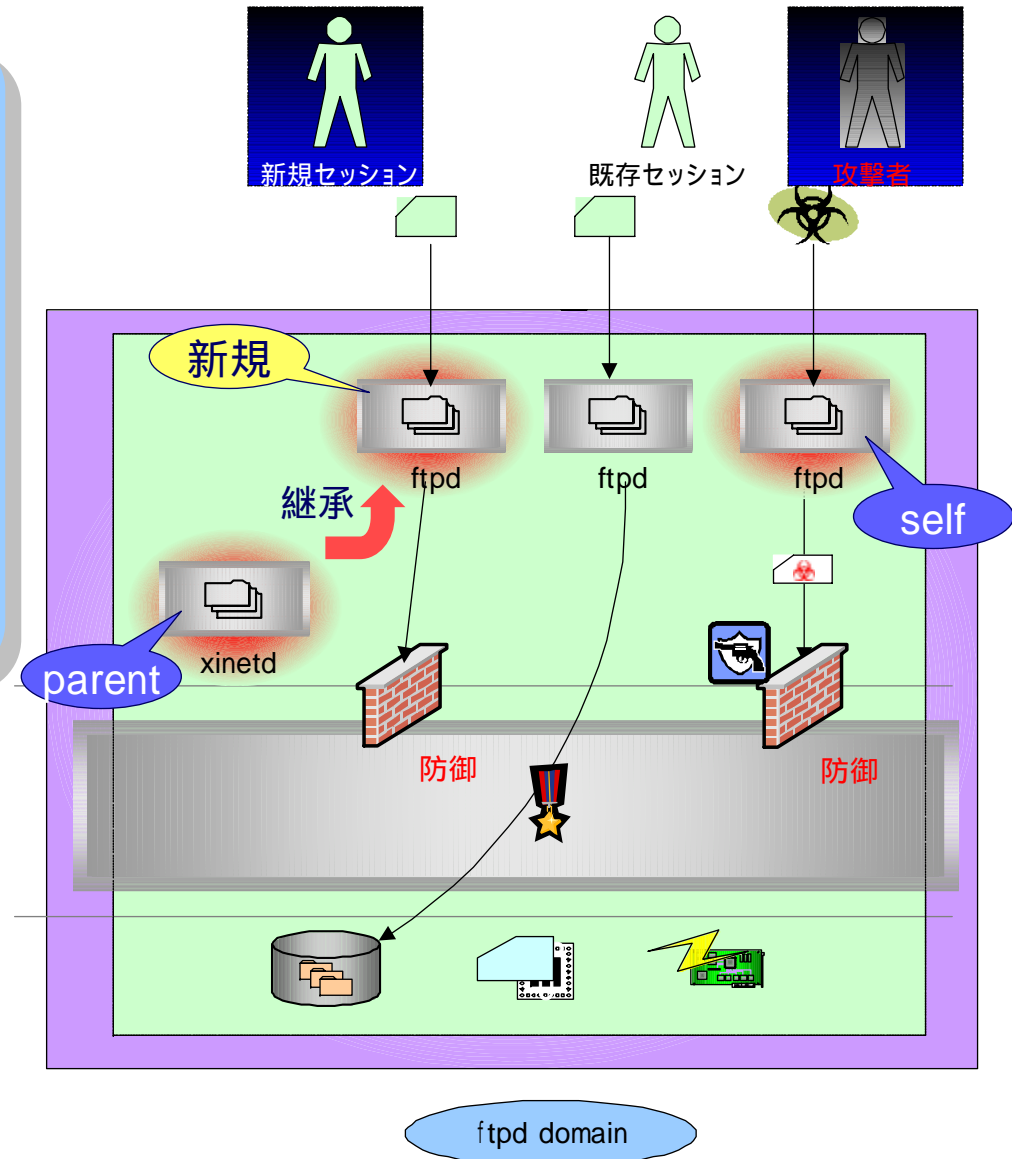 新規セッション
既存セッション
攻撃者
新規
ftpd
ftpd
ftpd
継承
self
xinetd
parent
防御
防御
ftpd domain